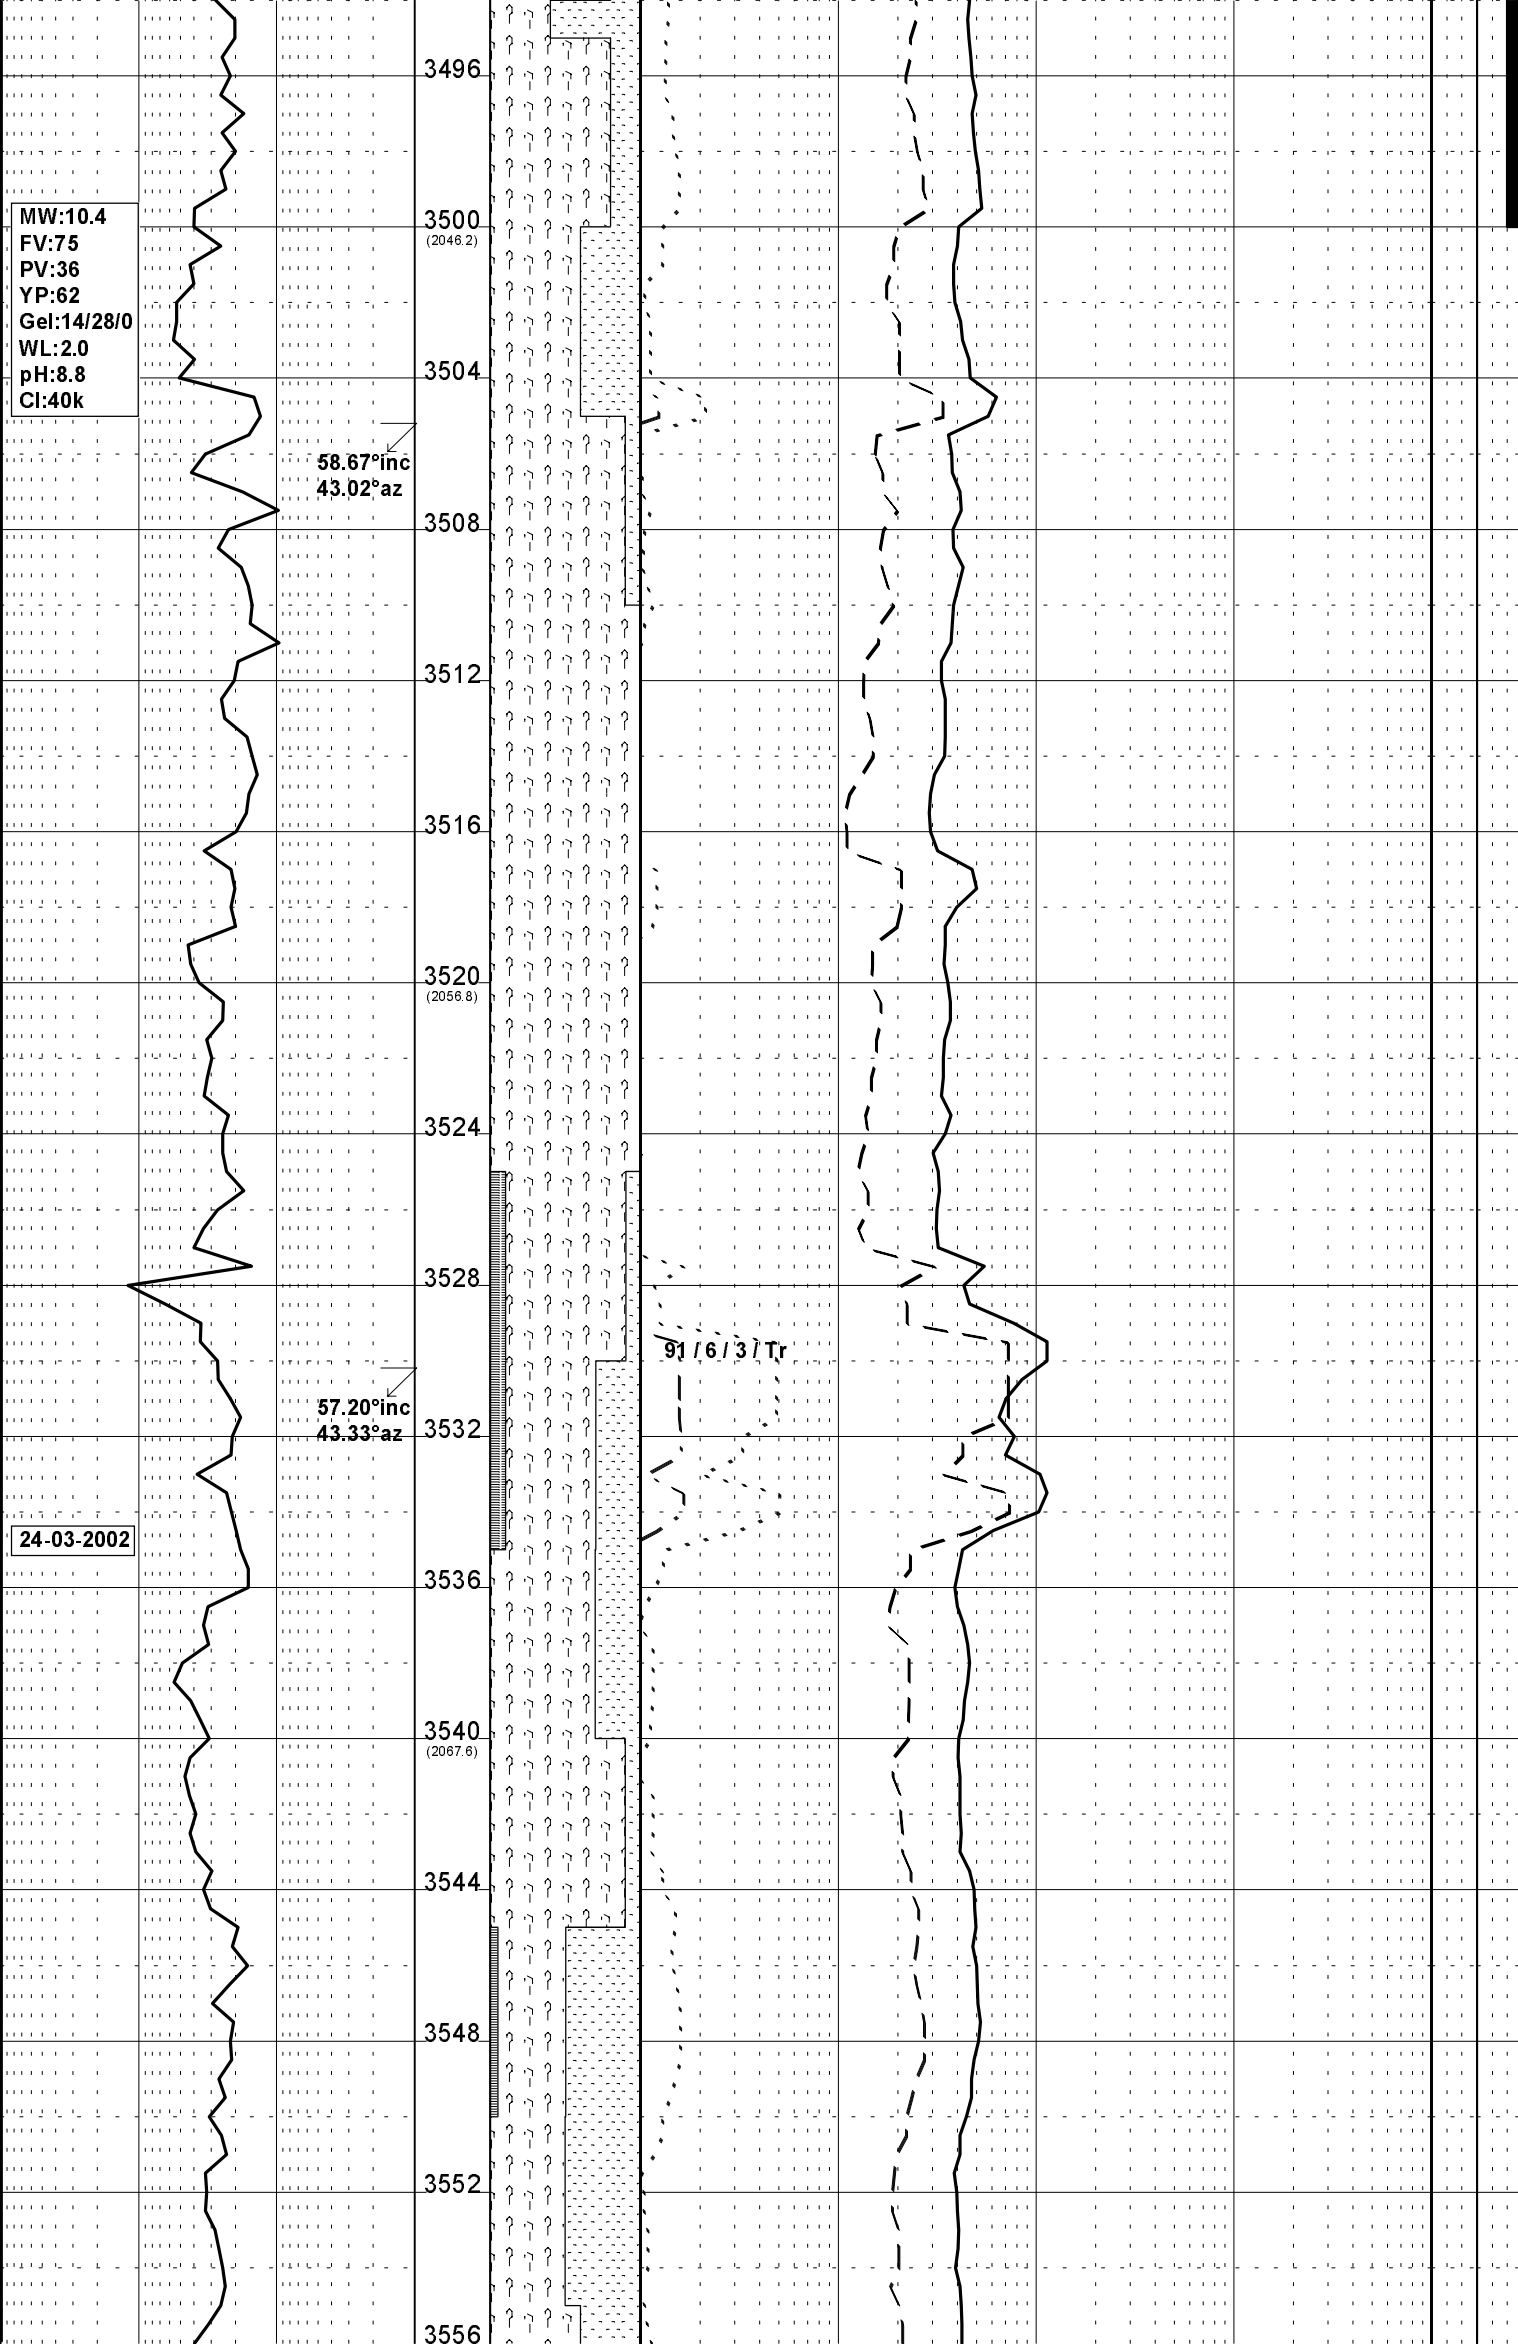 3496
MW:10.4
FV:75
PV:36
YP:62
Gel:14/28/0
WL:2.0
pH:8.8
Cl:40k
3500
(2046.2)
3504
58.67°inc
43.02°az
3508
3512
3516
3520
(2056.8)
3524
3528
91 / 6 / 3 / Tr
57.20°inc
43.33°az
3532
24-03-2002
3536
3540
(2067.6)
3544
3548
3552
3556